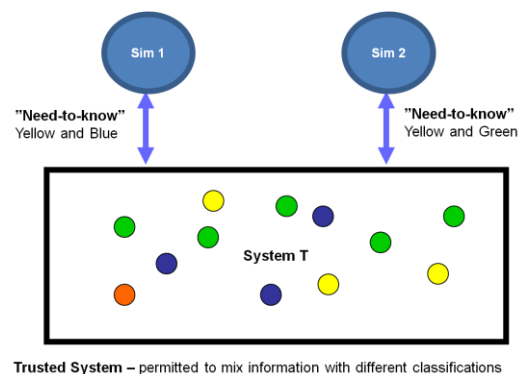 Sim 1
Sim 2
”Need-to-know”
Yellow and Blue
”Need-to-know”
Yellow and Green
System T
Trusted System – permitted to mix information with different classifications